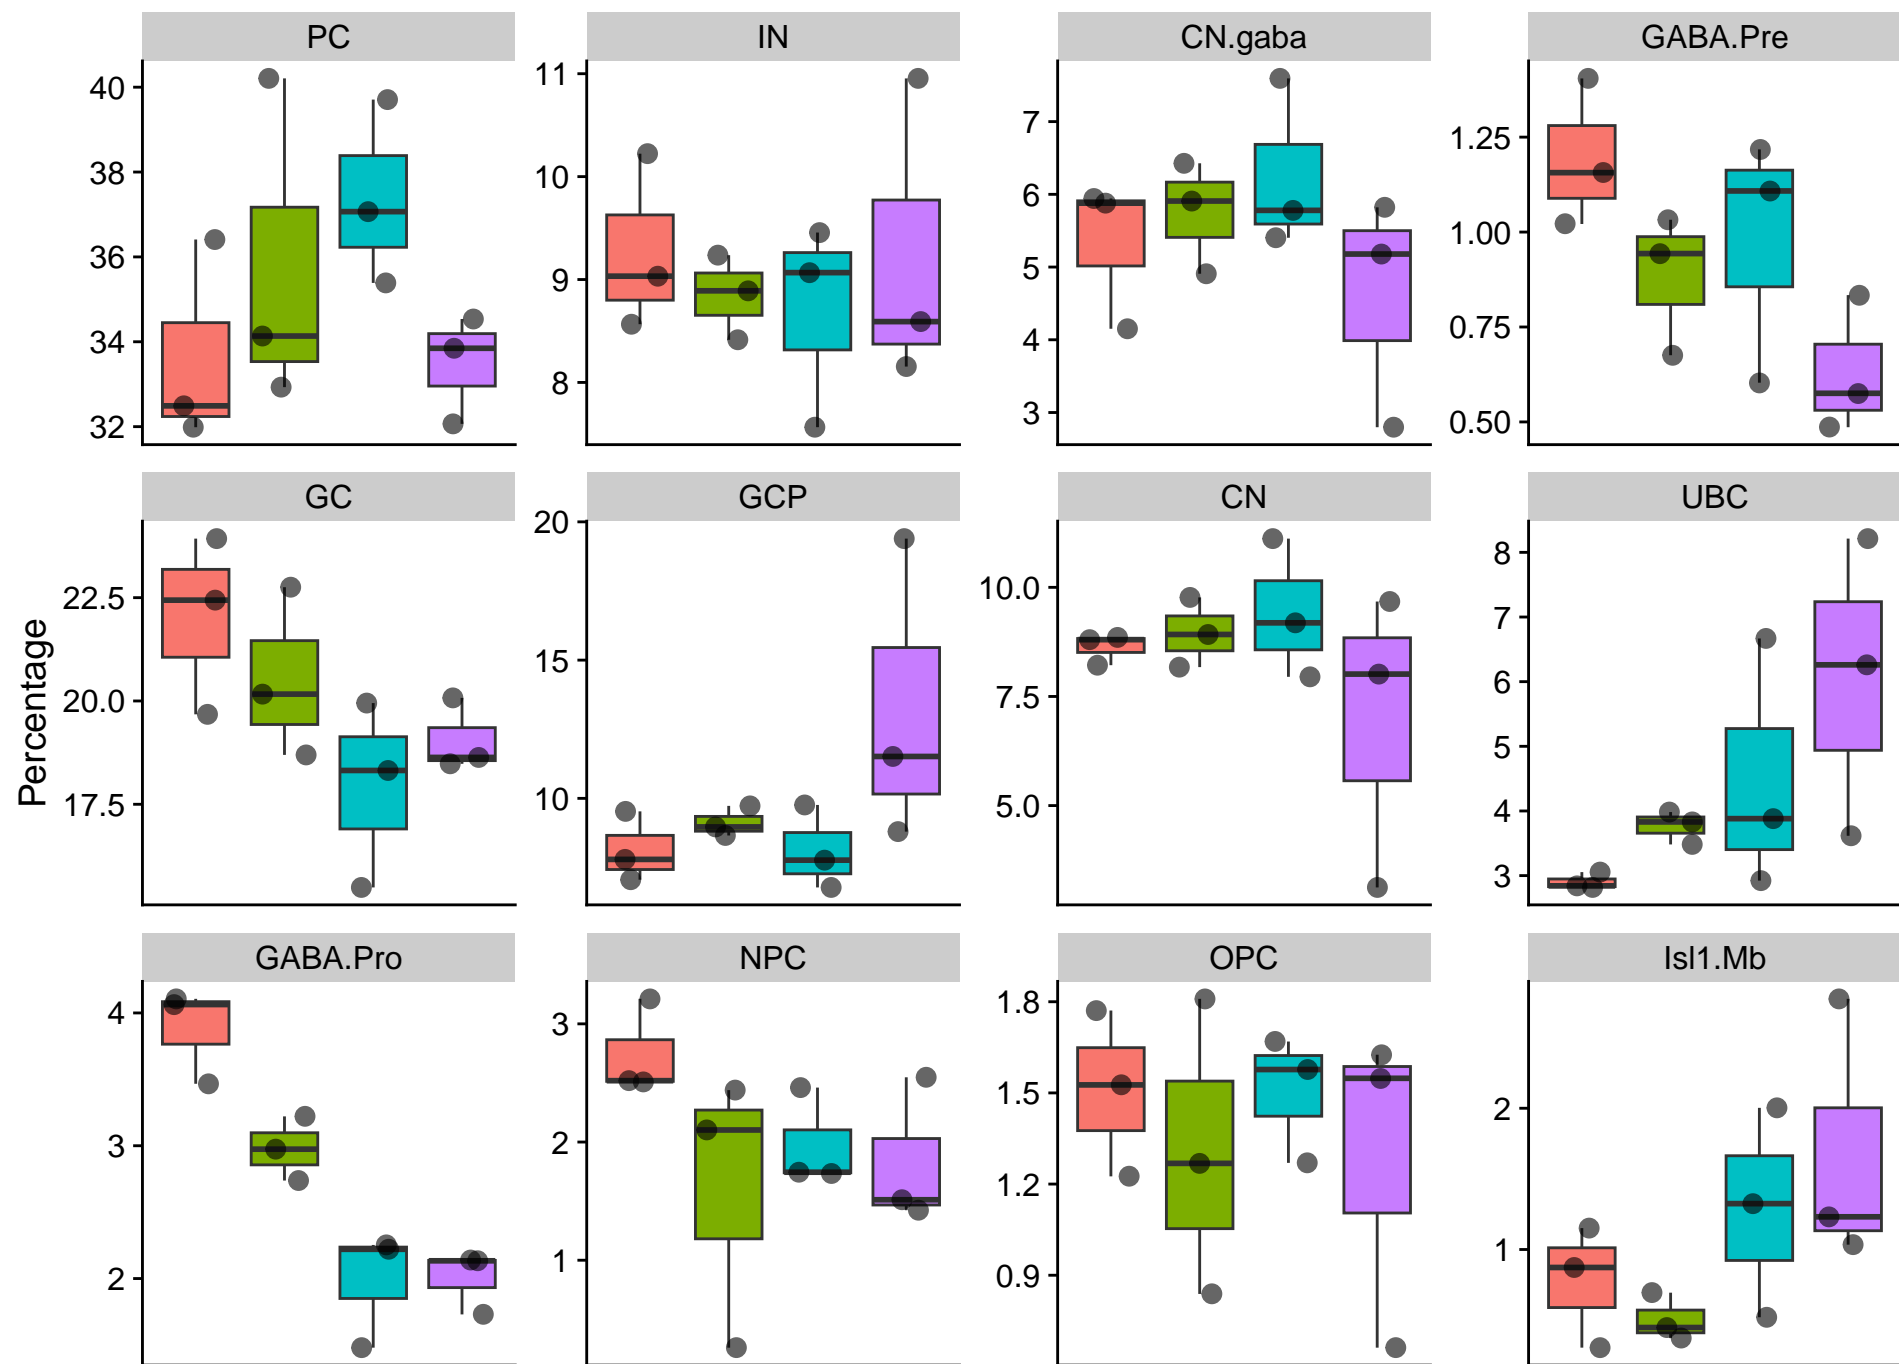 PC IN CN.gaba GABA.Pre
40 11 7 1.25
38 10 6 1.00
36 9 5 0.75
34 8 4 0.50
32 3
GC GCP CN UBC
22.5 20 10.0 8
20.0 15 7.5 7
17.5 10 5.0 6
5
4
3
Percentage
GABA.Pro NPC OPC Isl1.Mb
4 3 1.8 2
3 2 1.5 1
2 1 1.2
0.9